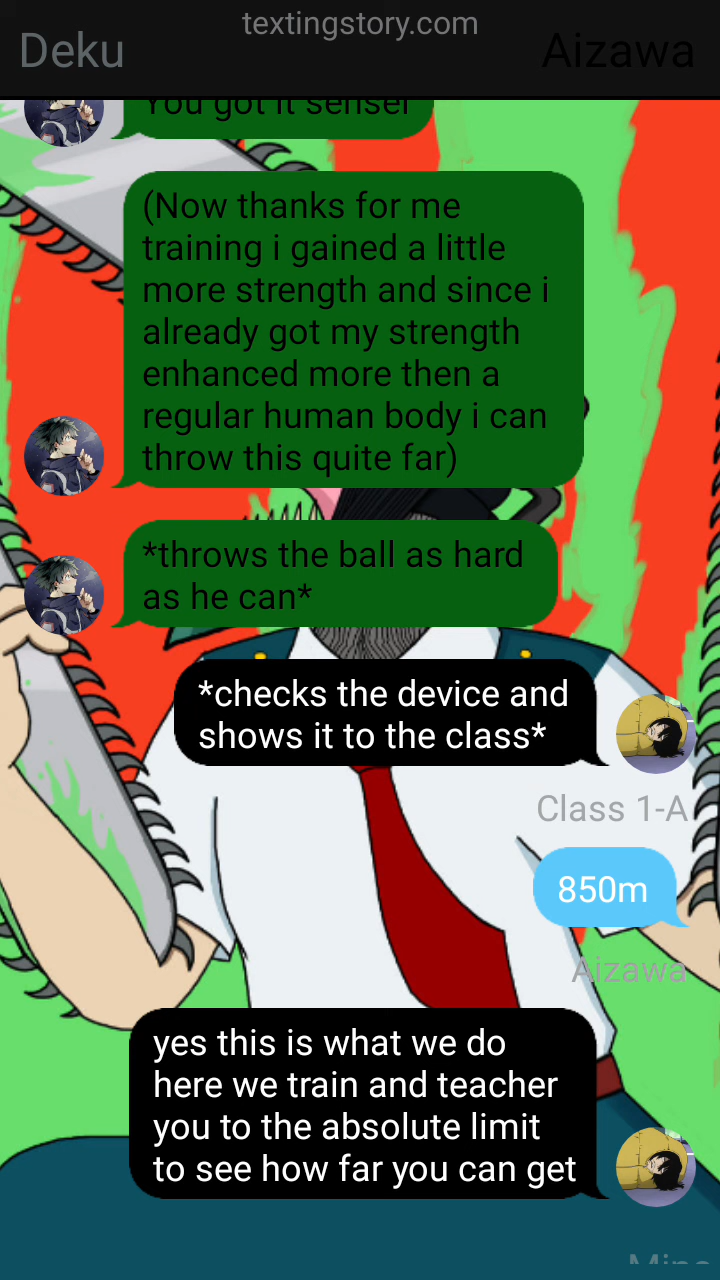 textingstory.com
Deku
Aizawa
You got it sensei
(Now thanks for me
training i gained a little
more strength and since i
already got my strength
enhanced more then a
regular human body i can
throw this quite far)
*throws the ball as hard
as he can*
*checks the device and
shows it to the class*
Class 1-A
850m
Aizawa
yes this is what we do
here we train and teacher
you to the absolute limit
to see how far you can get
Mina